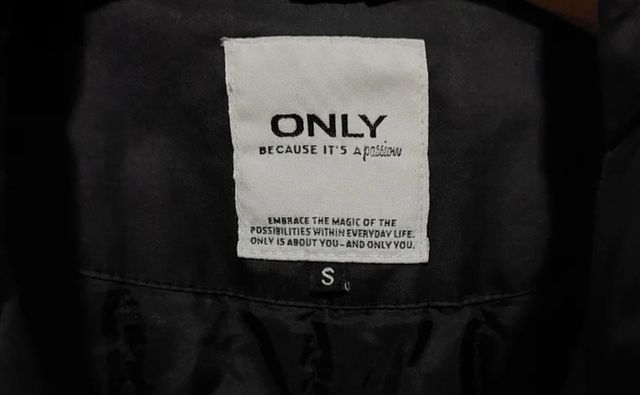 ONLY
BECAUSE IT'S A passion
EMBRACE THE MAGIC OF THE
POSSIBILITIES WITHIN EVERYDAY LIFE.
ONLY IS ABOUT YOU - AND ONLY YOU.
S